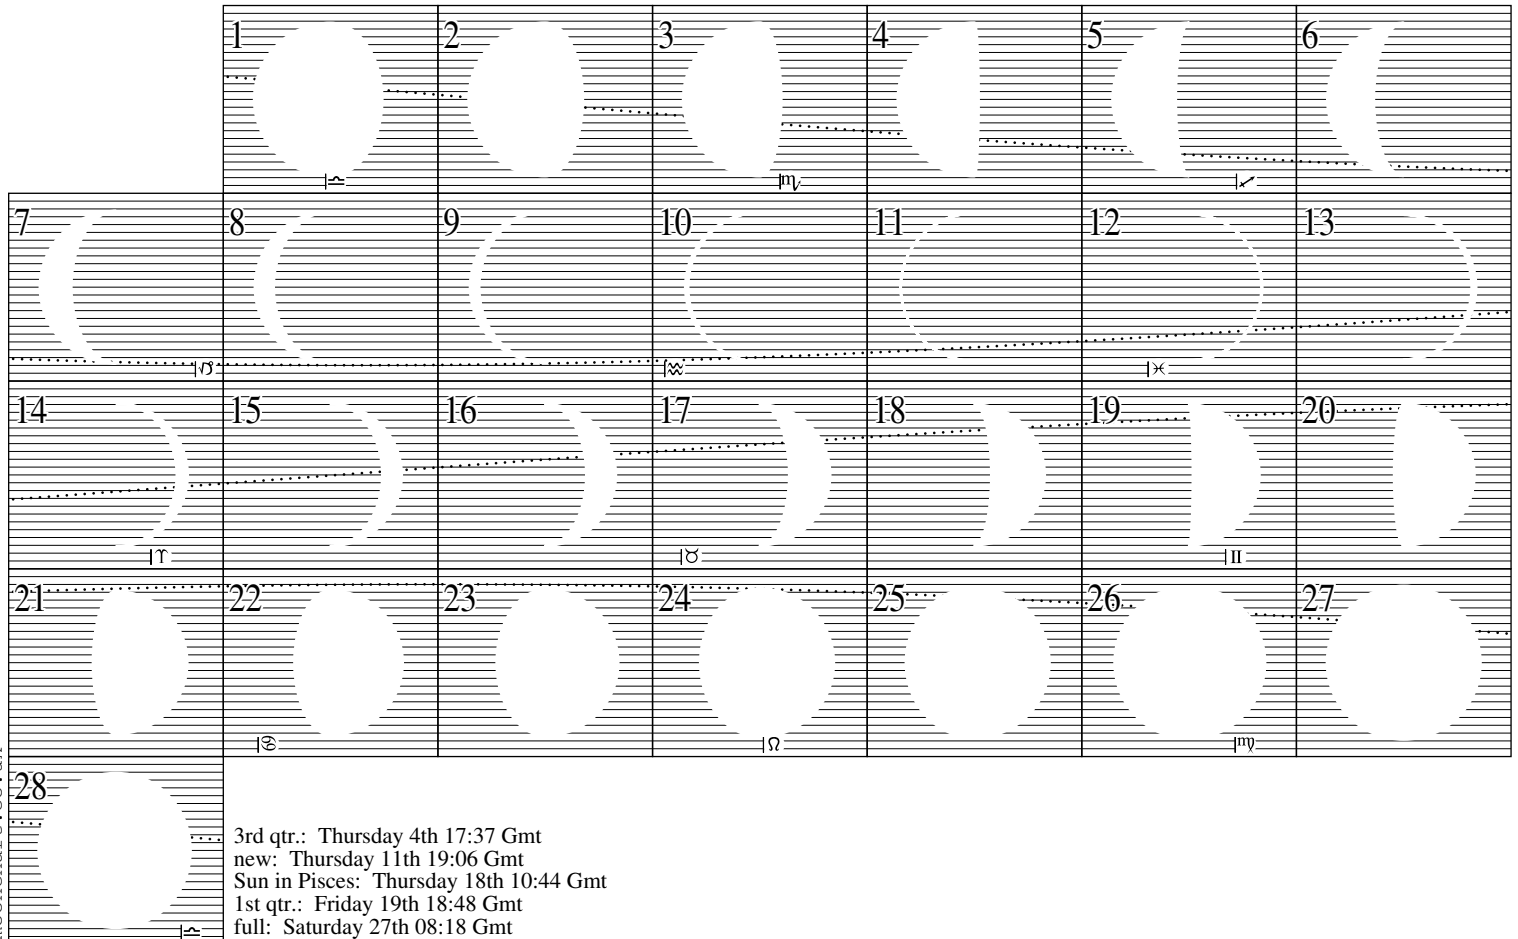 1 2 3 4 5 6
♎ ♏ ♐
7 8 9 10 11 12 13
♑ ♒ ♓
14 15 16 17 18 19 20
♈ ♉ ♊
21 22 23 24 25 26 27
♋ ♌ ♍
28
3rd qtr.: Thursday 4th 17:37 Gmt
new: Thursday 11th 19:06 Gmt
Sun in Pisces: Thursday 18th 10:44 Gmt
1st qtr.: Friday 19th 18:48 Gmt
full: Saturday 27th 08:18 Gmt
♎